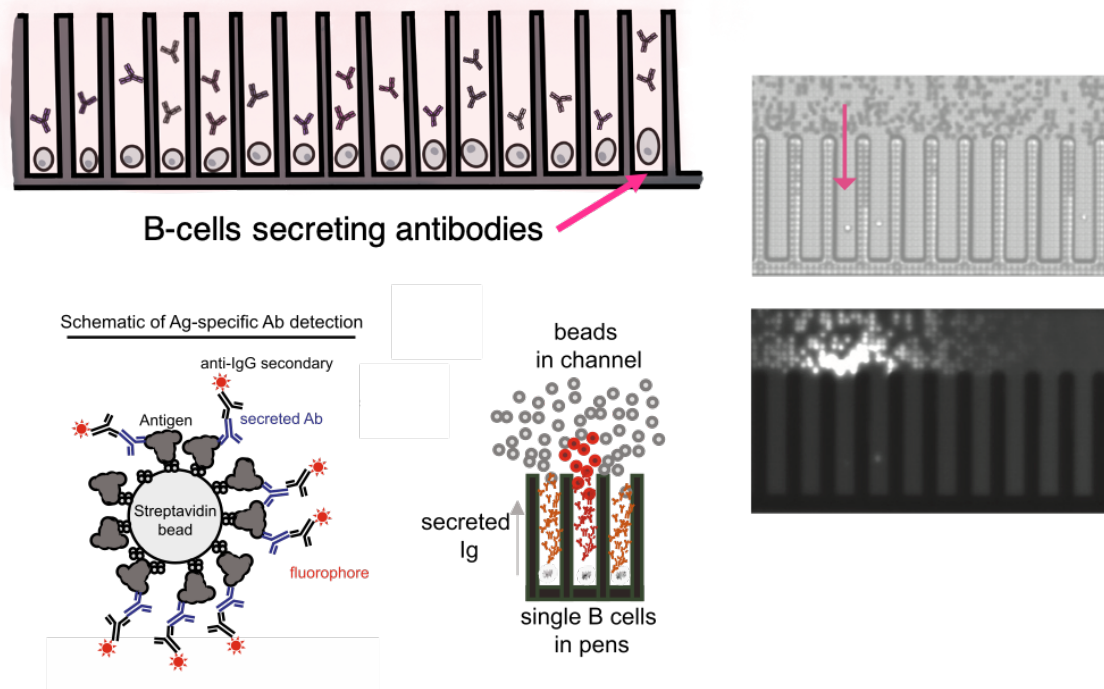 B-cells secreting antibodies
Schematic of Ag-specific Ab detection
anti-IgG secondary
Antigen
secreted Ab
Streptavidin
bead
fluorophore
beads
in channel
secreted
Ig
single B cells
in pens